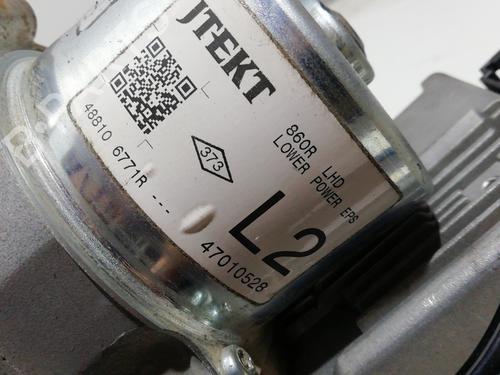 JTEKT
860R LHD
LOWER POWER EPS
48810 6771R ---
373
L2
47010528